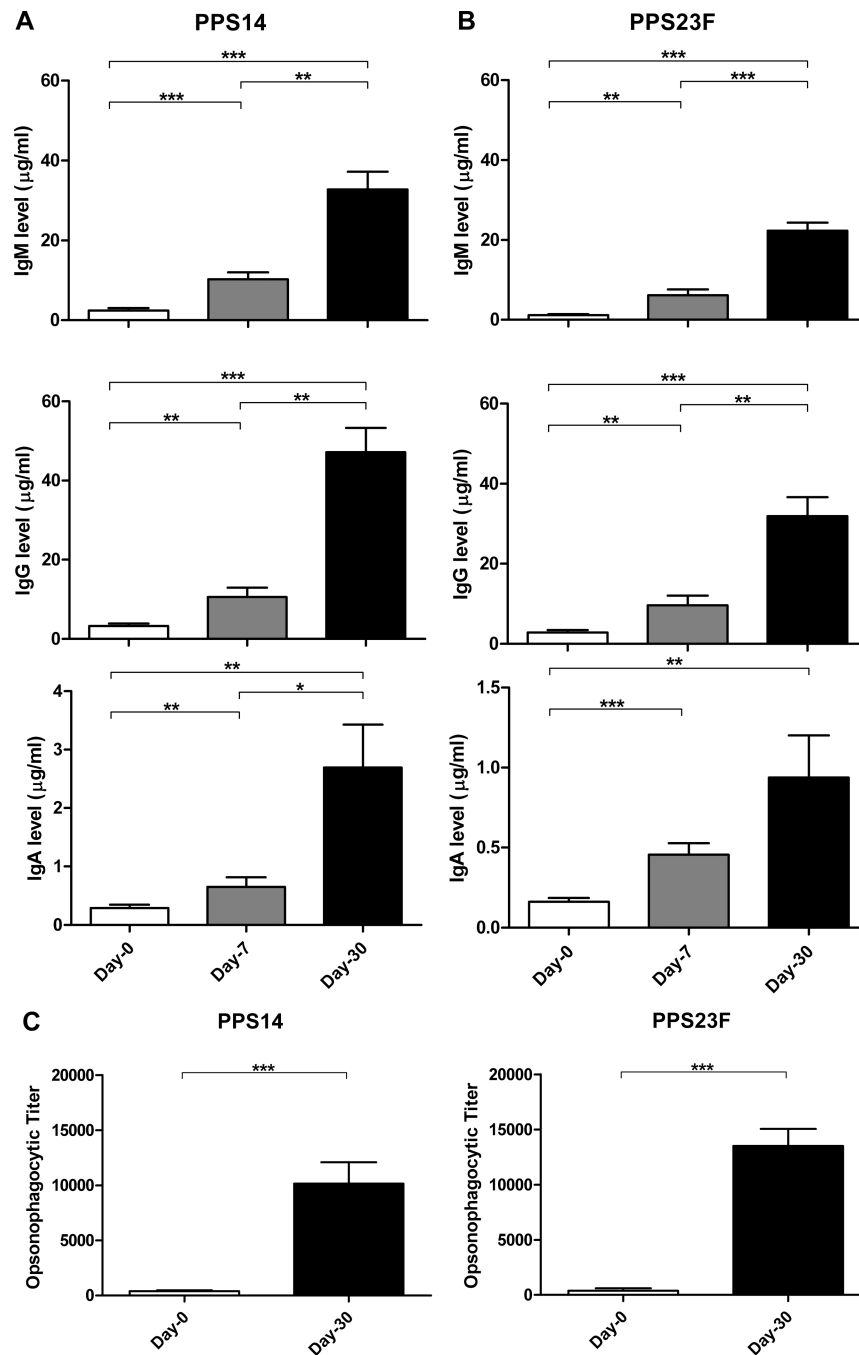 A PPS14
B PPS23F
***
**
***
60
40
20
0
IgM level (μg/ml)
***
***
**
60
40
20
0
IgM level (μg/ml)
***
**
**
60
40
20
0
IgG level (μg/ml)
***
**
**
60
40
20
0
IgG level (μg/ml)
**
*
**
4
3
2
1
0
IgA level (μg/ml)
Day-0
Day-7
Day-30
**
***
1.5
1.0
0.5
0.0
IgA level (μg/ml)
Day-0
Day-7
Day-30
C PPS14
PPS23F
***
20000
15000
10000
5000
0
Opsonophagocytic Titer
Day-0
Day-30
***
20000
15000
10000
5000
0
Opsonophagocytic Titer
Day-0
Day-30